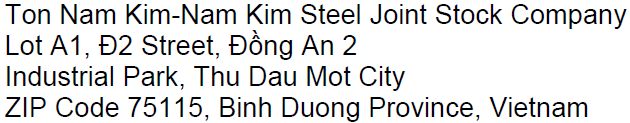 Ton Nam Kim-Nam Kim Steel Joint Stock Company
Lot A1, Đ2 Street, Đồng An 2
Industrial Park, Thu Dau Mot City
ZIP Code 75115, Binh Duong Province, Vietnam